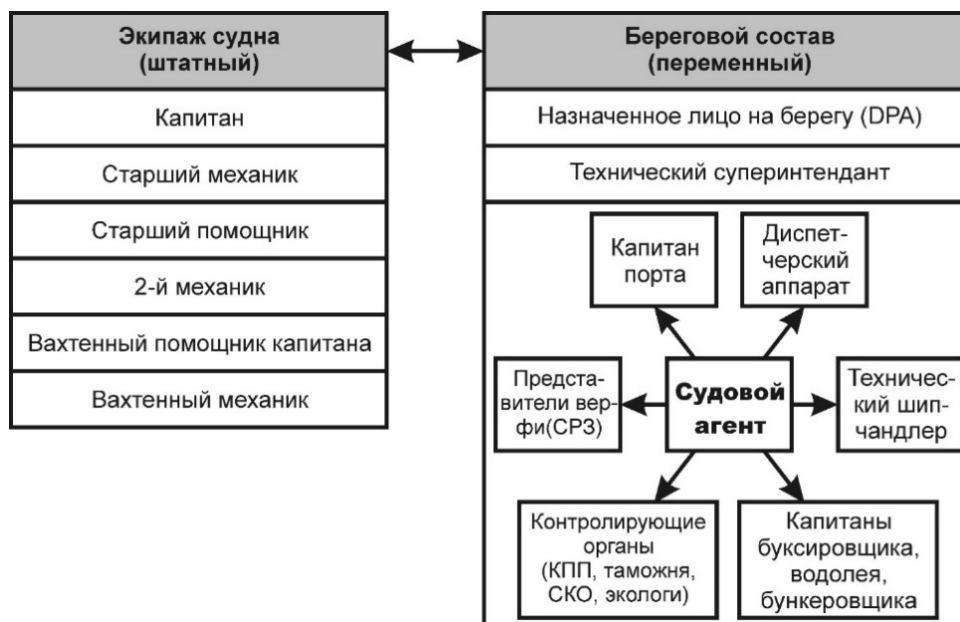 Экипаж судна
(штатный)
Капитан
Старший механик
Старший помощник
2-й механик
Вахтенный помощник капитана
Вахтенный механик
Береговой состав
(переменный)
Назначенное лицо на берегу (DPA)
Технический суперинтендант
Капитан
порта
Диспет-
черский
аппарат
Предста-
вители вер-
фи(СРЗ)
Судовой
агент
Техничес-
кий шип-
чандлер
Контролирующие
органы
(КПП, таможня,
СКО, экологи)
Капитаны
буксировщика,
водолея,
бункеровщика